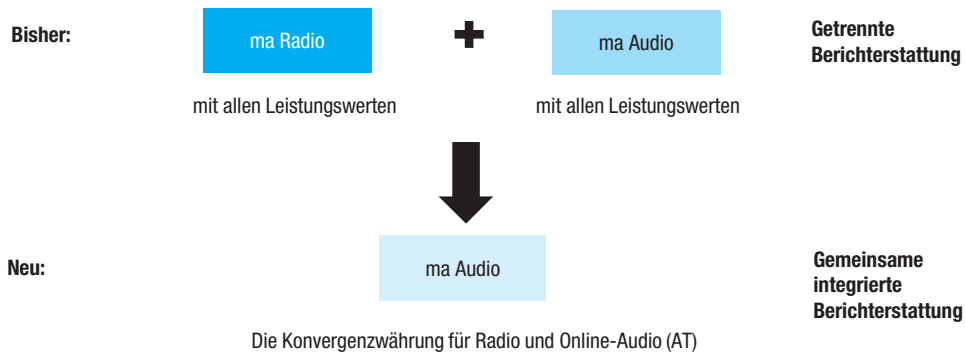 Bisher:
ma Radio
ma Audio
Getrennte
Berichterstattung
mit allen Leistungswerten
mit allen Leistungswerten
Neu:
ma Audio
Gemeinsame
integrierte
Berichterstattung
Die Konvergenzwährung für Radio und Online-Audio (AT)